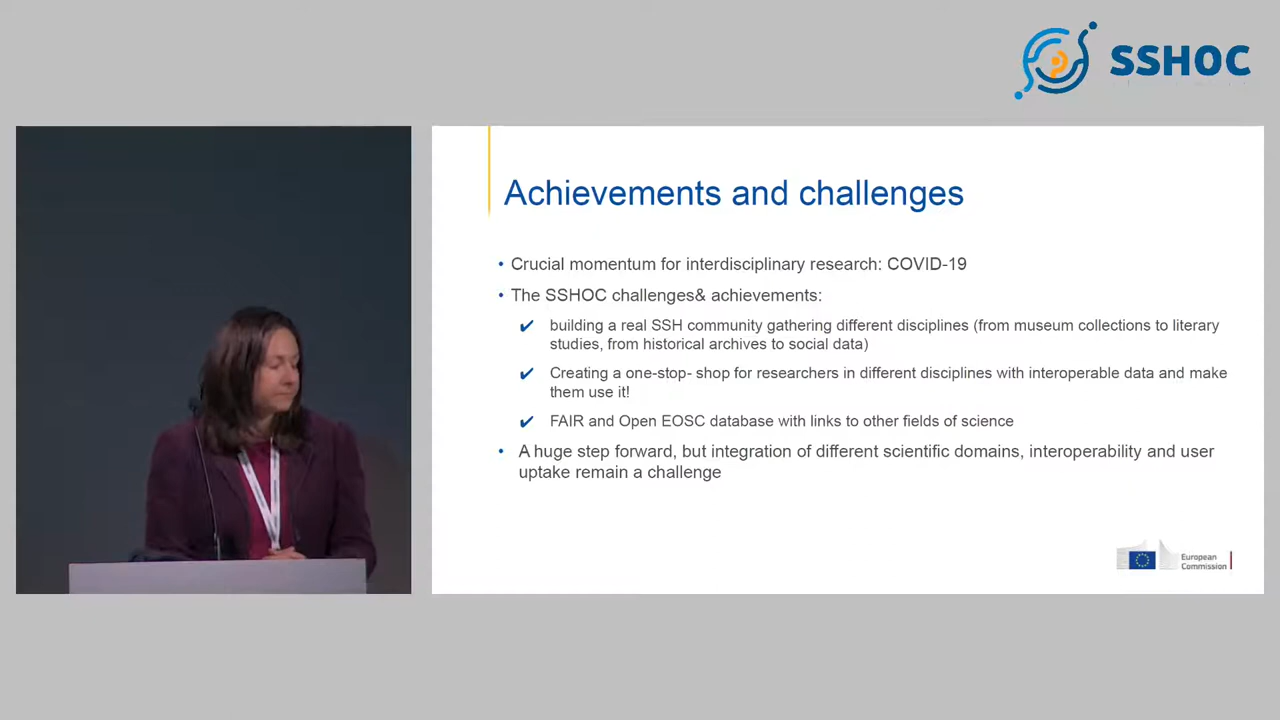 SSHOC
Achievements and challenges
• Crucial momentum for interdisciplinary research: COVID-19
• The SSHOC challenges& achievements:
✔ building a real SSH community gathering different disciplines (from museum collections to literary
studies, from historical archives to social data)
✔ Creating a one-stop- shop for researchers in different disciplines with interoperable data and make
them use it!
✔ FAIR and Open EOSC database with links to other fields of science
• A huge step forward, but integration of different scientific domains, interoperability and user
uptake remain a challenge
European
Commission